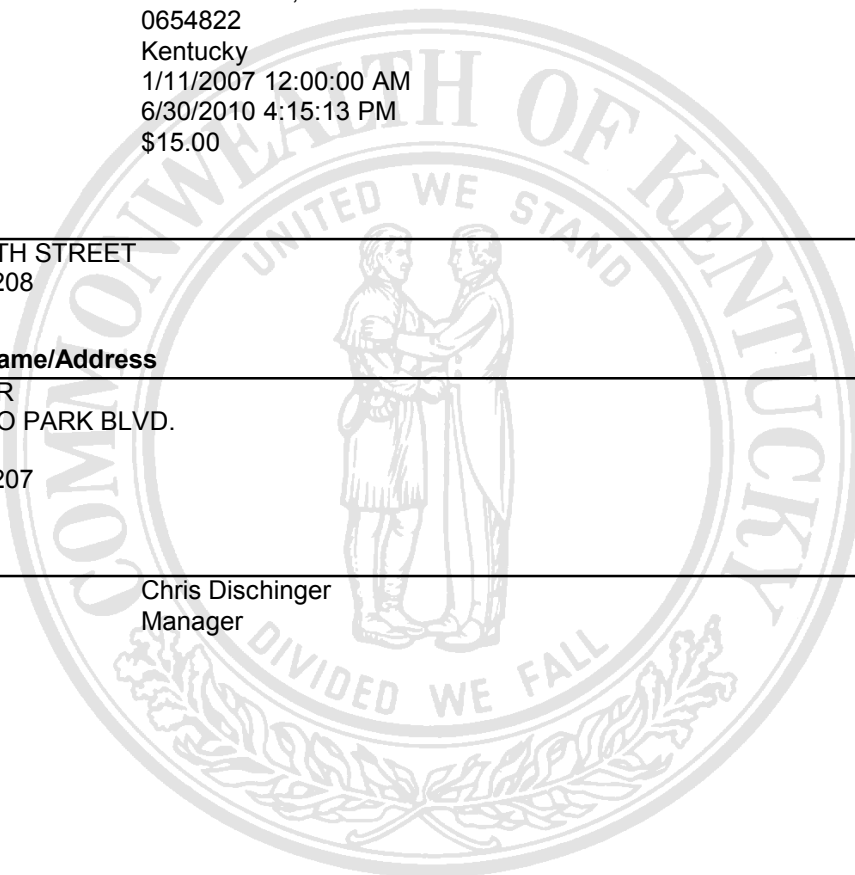 0654822
Kentucky
1/11/2007 12:00:00 AM
6/30/2010 4:15:13 PM
$15.00
TH STREET
208
ame/Address
R
O PARK BLVD.
207
Chris Dischinger
Manager
COMMONWEALTH OF KENTUCKY
UNITED WE STAND
DIVIDED WE FALL